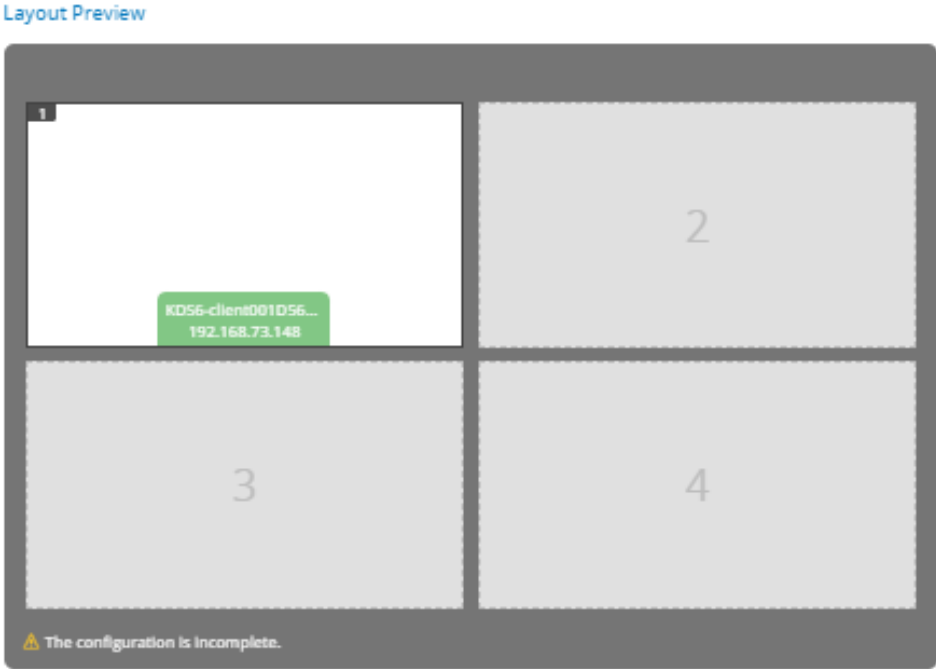 Layout Preview
1
KDS6-client001D56...
192.168.73.148
2
3
4
The configuration is incomplete.